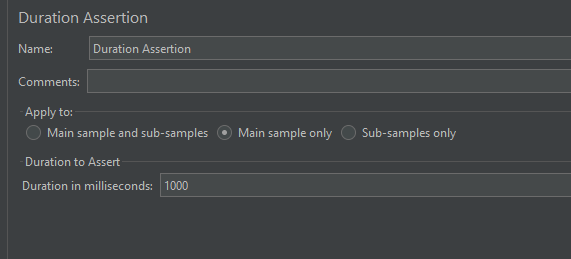 Duration Assertion
Name: Duration Assertion
Comments:
Apply to:
Main sample and sub-samples Main sample only Sub-samples only
Duration to Assert
Duration in milliseconds: 1000